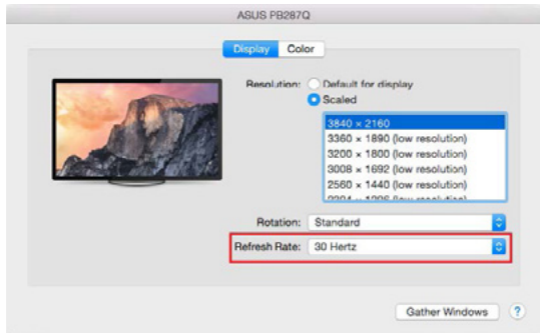 ASUS PB287Q
Display Color
Resolution: Default for display
Scaled
3840 × 2160
3360 × 1890 (low resolution)
3200 × 1800 (low resolution)
3008 × 1692 (low resolution)
2560 × 1440 (low resolution)
Rotation: Standard
Refresh Rate: 30 Hertz
Gather Windows ?